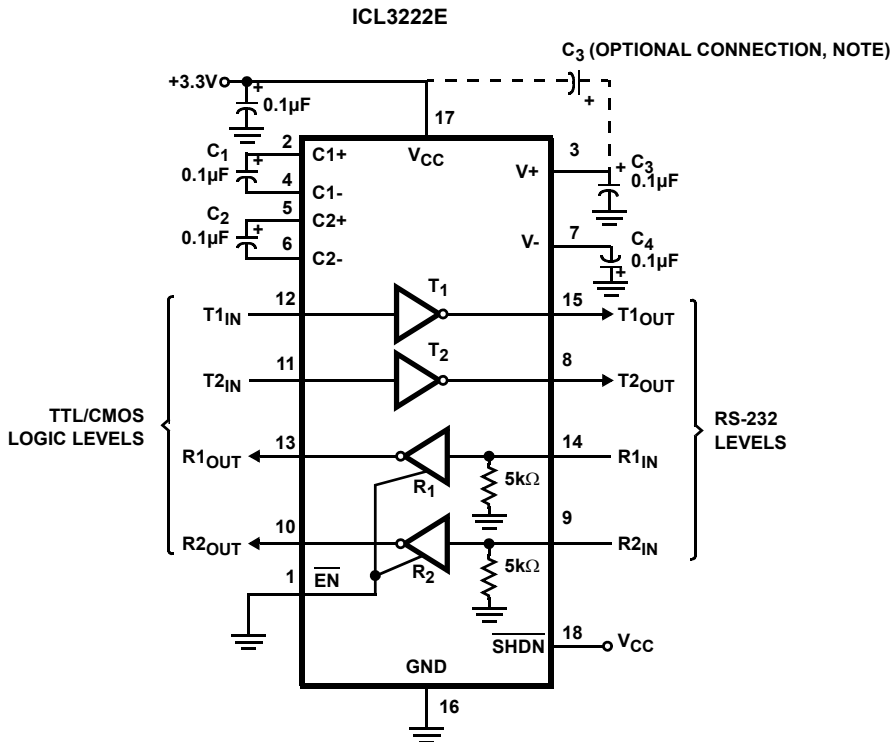 ICL3222E
C3 (OPTIONAL CONNECTION, NOTE)
+3.3V
+
0.1µF
+
17
VCC
2
C1+
C1
0.1µF
+
4
C1-
5
C2+
C2
0.1µF
+
6
C2-
3
V+
+
C3
0.1µF
7
V-
C4
0.1µF
+
T1IN
12
T1
15
T1OUT
T2IN
11
T2
8
T2OUT
TTL/CMOS
LOGIC LEVELS
RS-232
LEVELS
R1OUT
13
R1
14
R1IN
5kΩ
R2OUT
10
R2
9
R2IN
5kΩ
1
EN
SHDN
18
VCC
GND
16